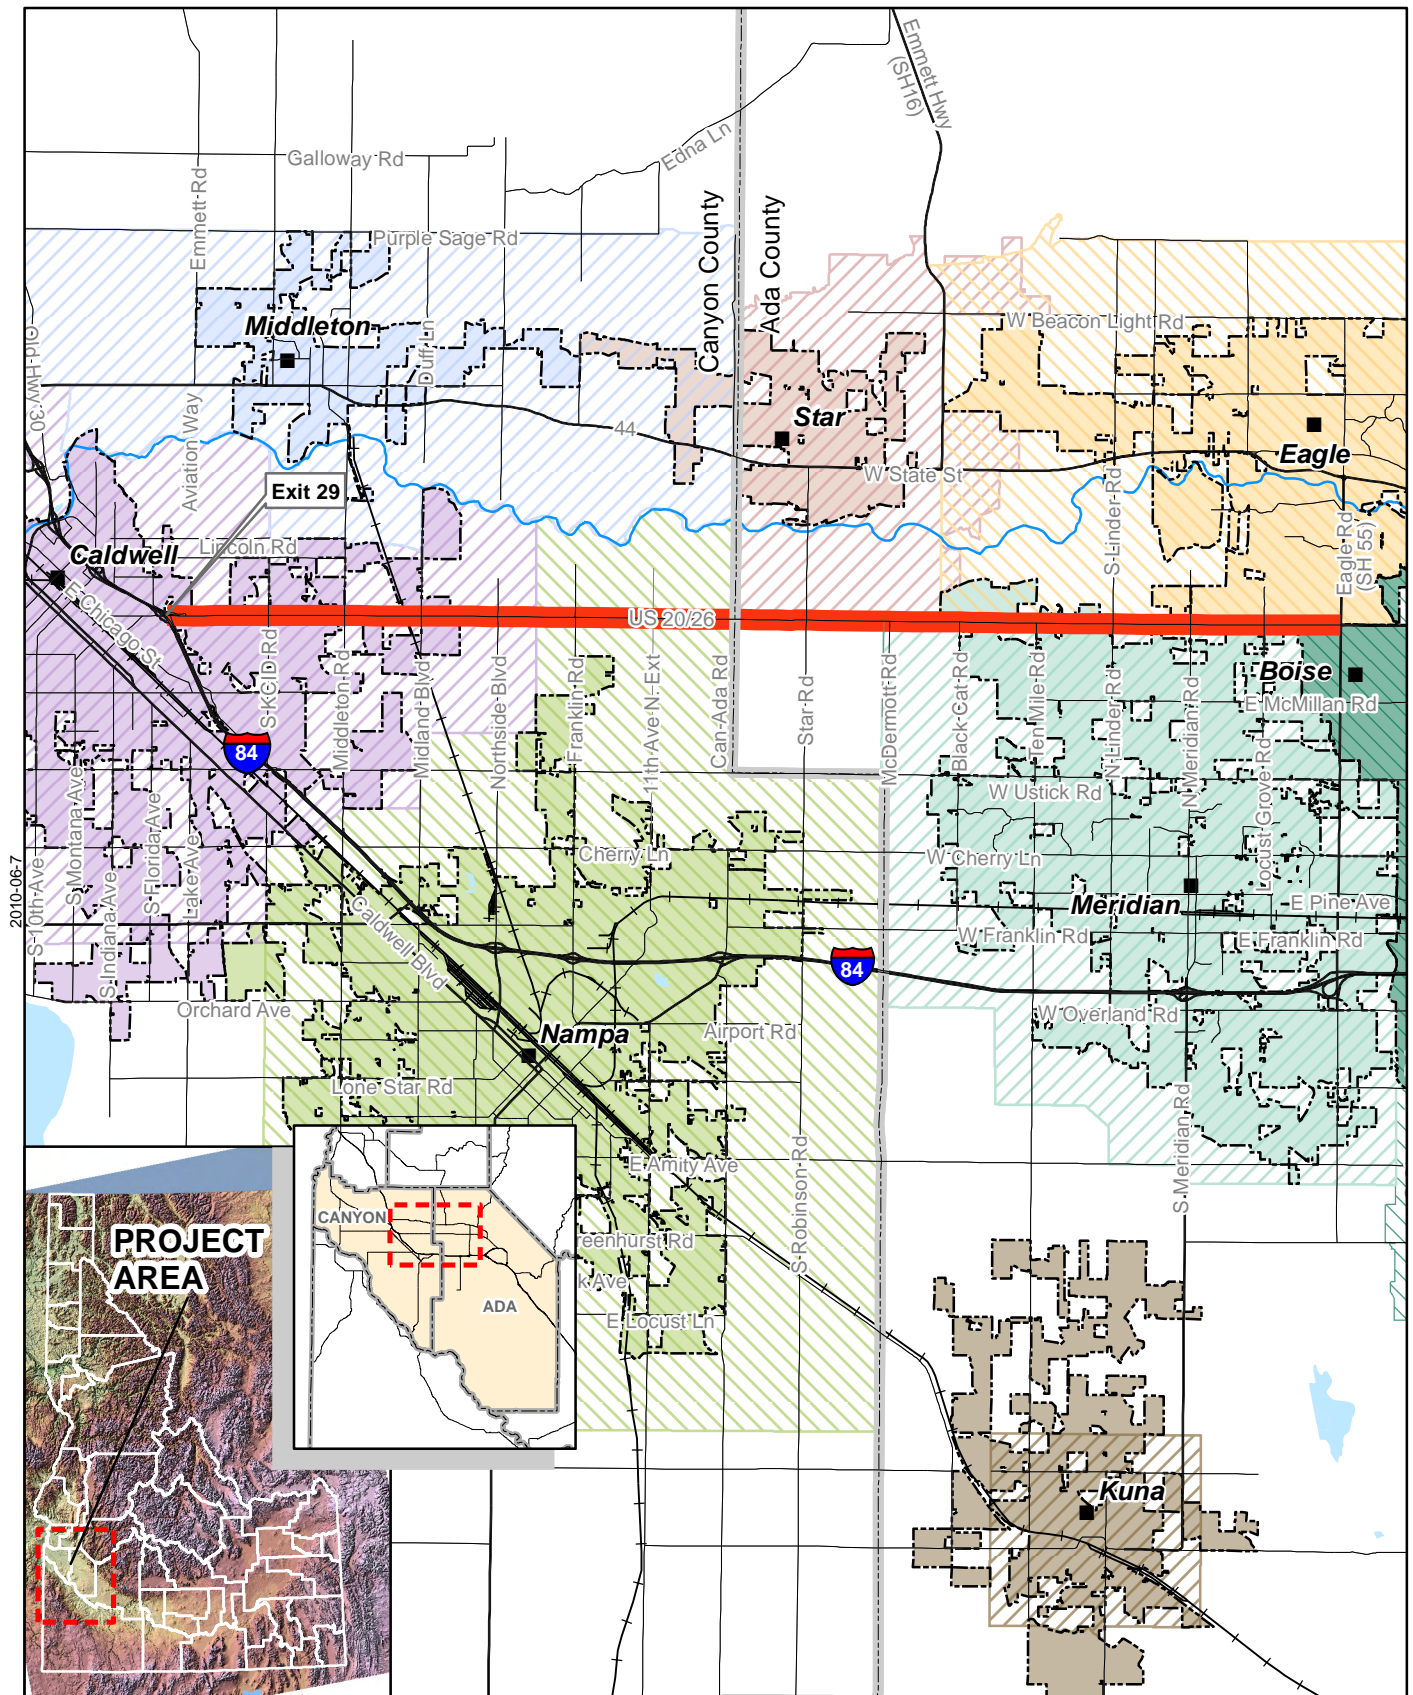 Emmett Hwy
(SH16)
Edna Ln
Galloway Rd
Emmett Rd
Canyon County
Ada County
Purple Sage Rd
Middleton
W Beacon Light Rd
Duff Ln
Old Hwy 30
Star
Aviation Way
44
Eagle
W State St
Exit 29
S Linder Rd
Eagle Rd
(SH 55)
Caldwell
Lincoln Rd
E Chicago St
US 20/26
S KCID Rd
Middleton Rd
Midland Blvd
Northside Blvd
Franklin Rd
11th Ave N. Ext
Can-Ada Rd
Star Rd
McDermott Rd
Black Cat Rd
Ten Mile Rd
N Linder Rd
N Meridian Rd
Locust Grove Rd
Boise
E McMillan Rd
84
W Ustick Rd
S 10th Ave
S Montana Ave
S Indiana Ave
S Florida Ave
Lake Ave
Cherry Ln
W Cherry Ln
2010-06-7
Meridian
E Pine Ave
Caldwell Blvd
W Franklin Rd
E Franklin Rd
84
Orchard Ave
Nampa
Airport Rd
W Overland Rd
Lone Star Rd
S Meridian Rd
E Amity Ave
S Robinson Rd
CANYON
ADA
PROJECT
AREA
reenhurst Rd
k Ave
E Locust Ln
Kuna